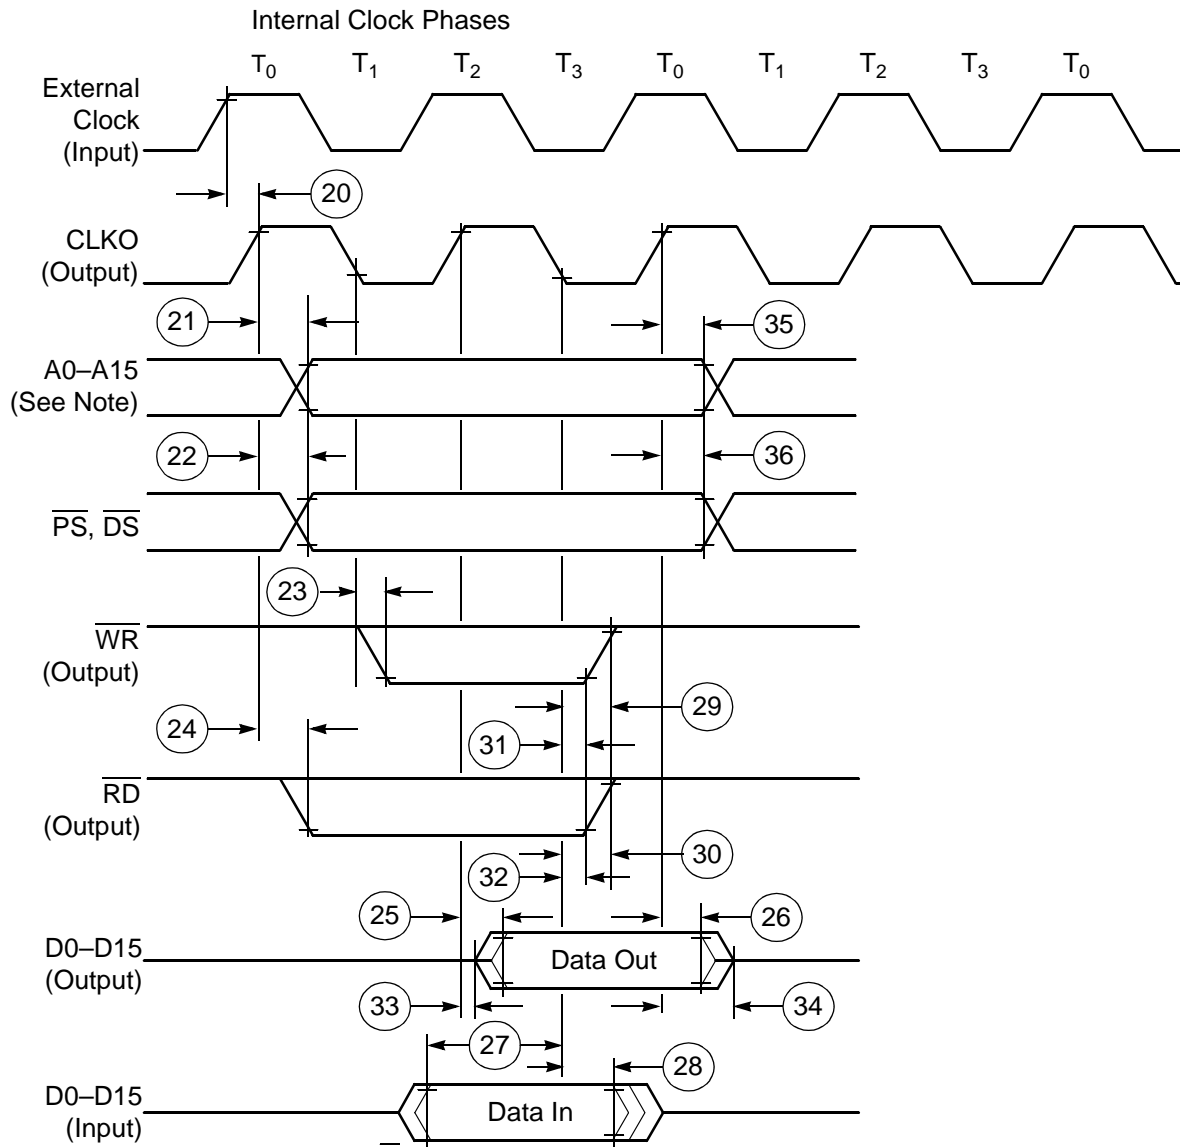 Internal Clock Phases
T0 T1 T2 T3 T0 T1 T2 T3 T0
External
Clock
(Input)
20
CLKO
(Output)
21
35
A0–A15
(See Note)
22
36
PS, DS
23
WR
(Output)
24
29
31
RD
(Output)
30
32
25
26
D0–D15
(Output)
Data Out
33
34
27
28
D0–D15
(Input)
Data In